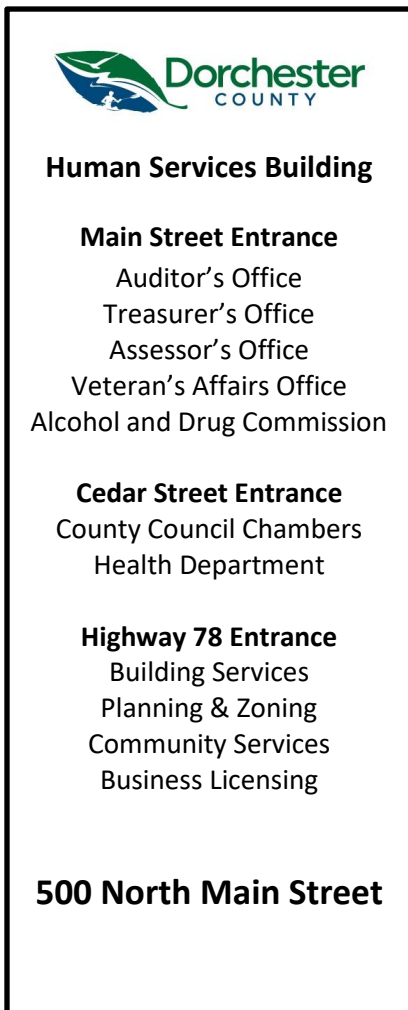 Dorchester
COUNTY
Human Services Building
Main Street Entrance
Auditor’s Office
Treasurer’s Office
Assessor’s Office
Veteran’s Affairs Office
Alcohol and Drug Commission
Cedar Street Entrance
County Council Chambers
Health Department
Highway 78 Entrance
Building Services
Planning & Zoning
Community Services
Business Licensing
500 North Main Street